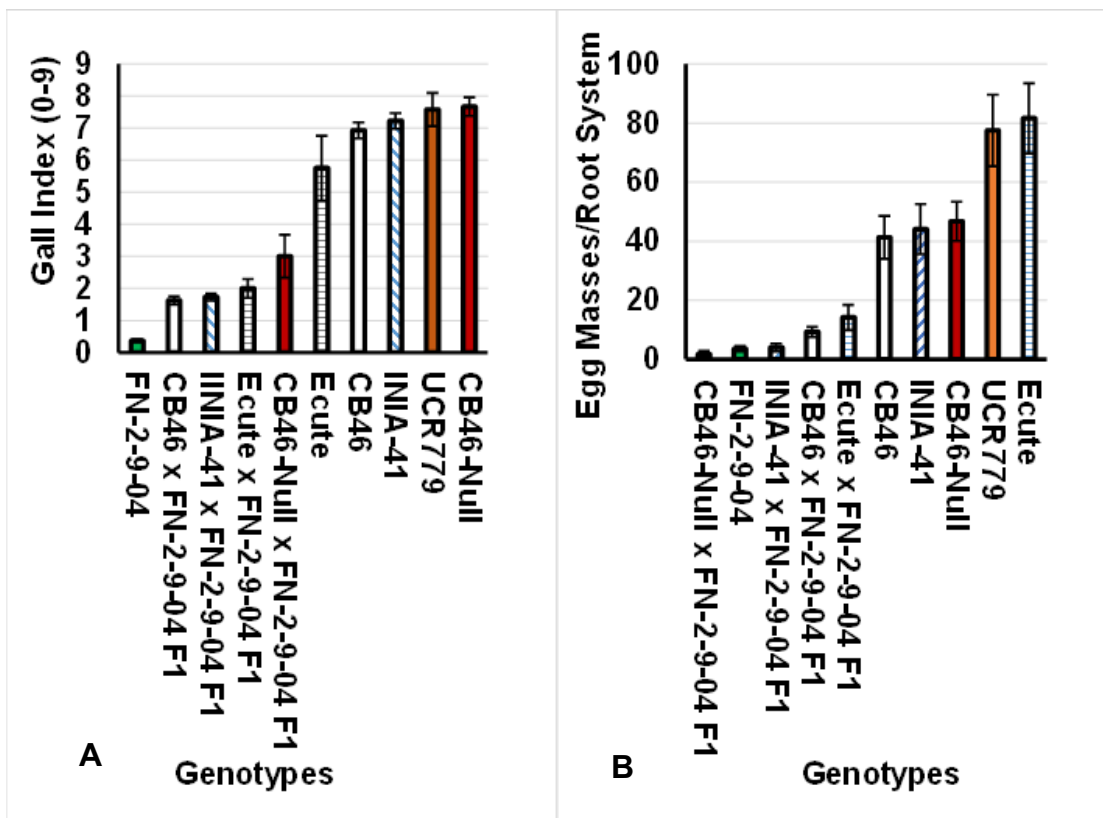 Gall Index (0-9)
9
8
7
6
5
4
3
2
1
0
FN-2-9-04
CB46 x FN-2-9-04 F1
IINIA-41 x FN-2-9-04 F1
Ecute x FN-2-9-04 F1
CB46-Null x FN-2-9-04 F1
Ecute
CB46
INIA-41
UCR779
CB46-Null
A
Genotypes
Egg Masses/Root System
100
80
60
40
20
0
CB46-Null x FN-2-9-04 F1
FN-2-9-04
INIA-41 x FN-2-9-04 F1
CB46 x FN-2-9-04 F1
Ecute x FN-2-9-04 F1
CB46
INIA-41
CB46-Null
UCR779
Ecute
B
Genotypes